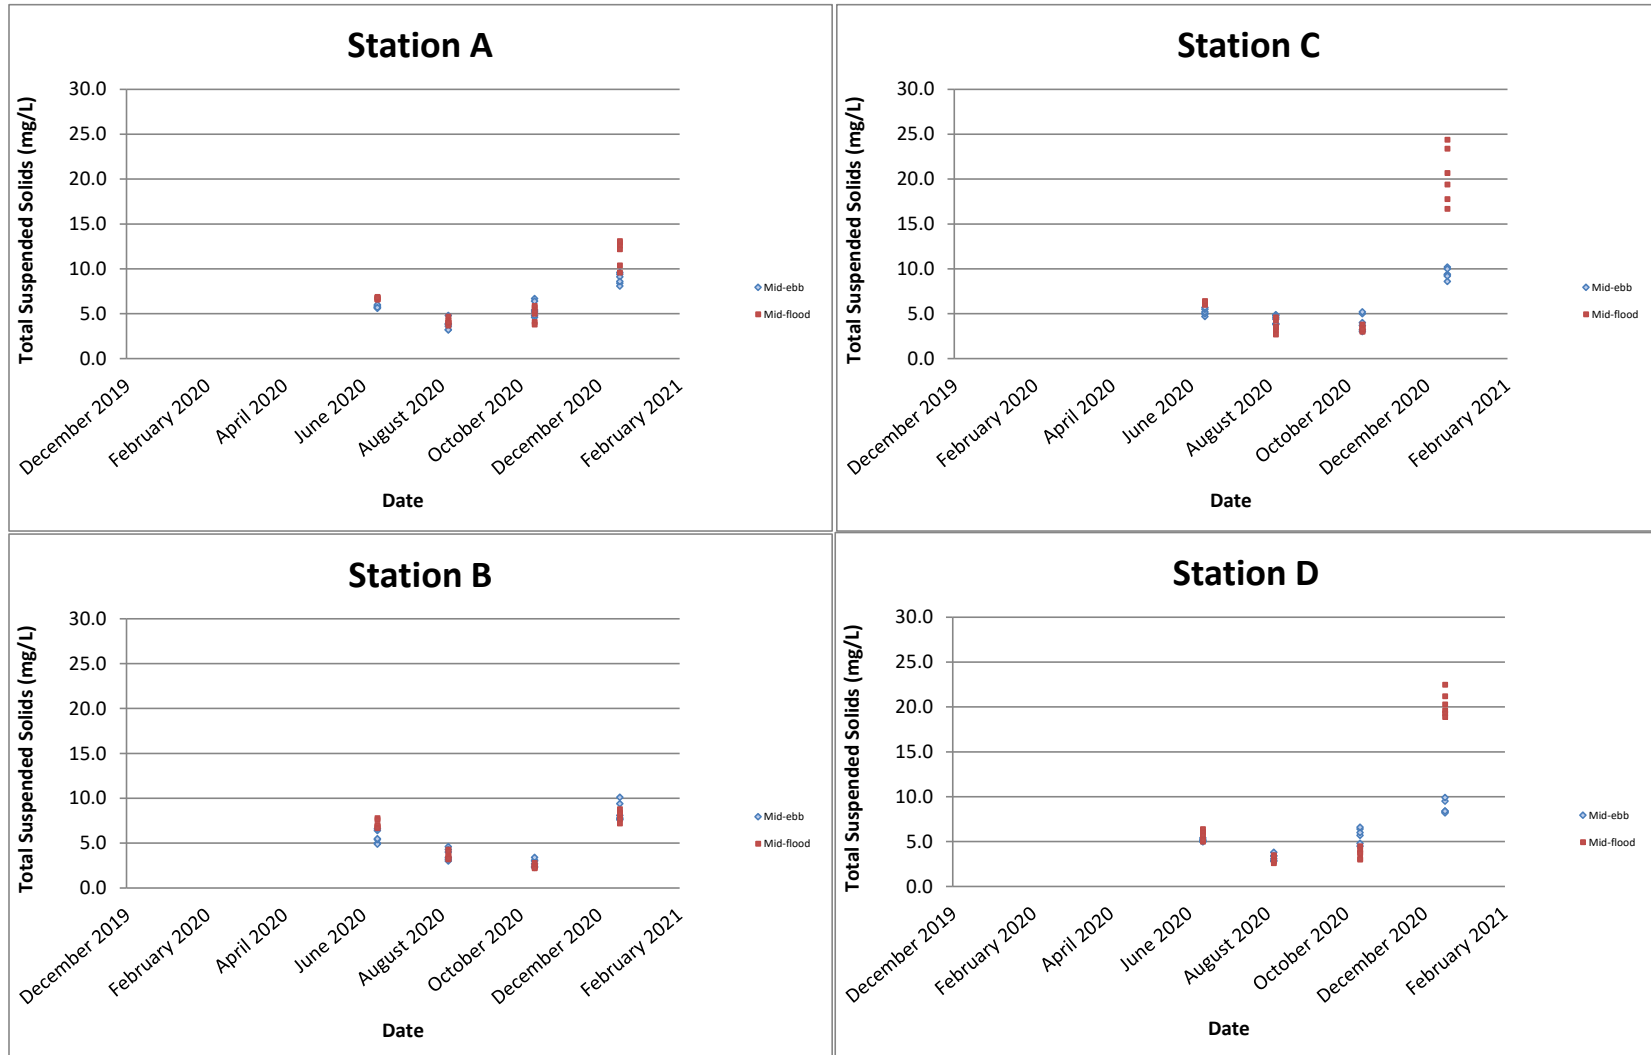 Station A
Total Suspended Solids (mg/L)
30.0
25.0
20.0
15.0
10.0
5.0
0.0
December 2019
February 2020
April 2020
June 2020
August 2020
October 2020
December 2020
February 2021
Date
Mid-ebb
Mid-flood
Station C
Total Suspended Solids (mg/L)
30.0
25.0
20.0
15.0
10.0
5.0
0.0
December 2019
February 2020
April 2020
June 2020
August 2020
October 2020
December 2020
February 2021
Date
Mid-ebb
Mid-flood
Station B
Total Suspended Solids (mg/L)
30.0
25.0
20.0
15.0
10.0
5.0
0.0
December 2019
February 2020
April 2020
June 2020
August 2020
October 2020
December 2020
February 2021
Date
Mid-ebb
Mid-flood
Station D
Total Suspended Solids (mg/L)
30.0
25.0
20.0
15.0
10.0
5.0
0.0
December 2019
February 2020
April 2020
June 2020
August 2020
October 2020
December 2020
February 2021
Date
Mid-ebb
Mid-flood